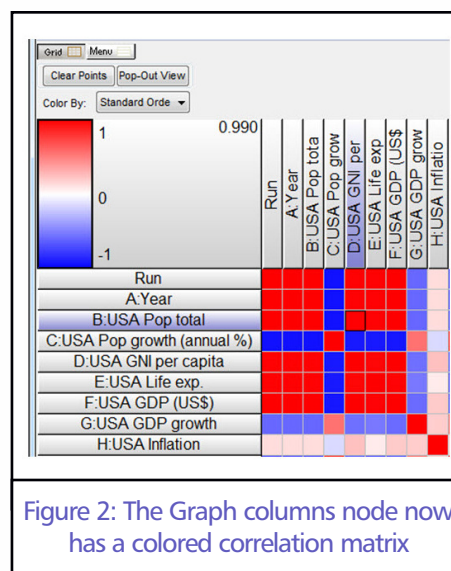 Grid Menu
Clear Points Pop-Out View
Color By: Standard Orde
1 0.990
0
-1
Run
A:Year
B:USA Pop tota
C:USA Pop grow
D:USA GNI per
E:USA Life exp
F:USA GDP (US$
G:USA GDP grow
H:USA Inflatio
Run
A:Year
B:USA Pop total
C:USA Pop growth (annual %)
D:USA GNI per capita
E:USA Life exp.
F:USA GDP (US$)
G:USA GDP growth
H:USA Inflation
Figure 2: The Graph columns node now
has a colored correlation matrix